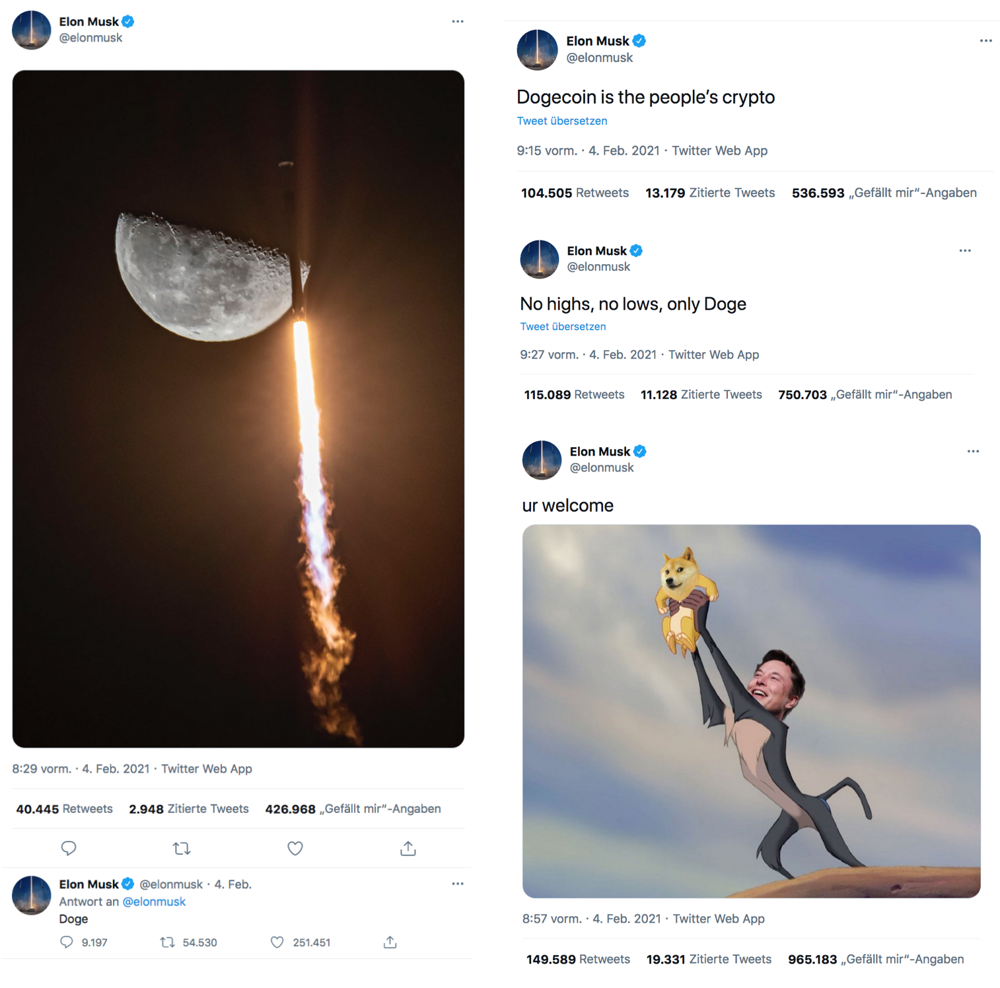 Elon Musk
@elonmusk
8:29 vorm. · 4. Feb. 2021 · Twitter Web App
40.445 Retweets 2.948 Zitierte Tweets 426.968 „Gefällt mir“-Angaben
Elon Musk @elonmusk · 4. Feb.
Antwort an @elonmusk
Doge
9.197 54.530 251.451
Elon Musk
@elonmusk
Dogecoin is the people’s crypto
Tweet übersetzen
9:15 vorm. · 4. Feb. 2021 · Twitter Web App
104.505 Retweets 13.179 Zitierte Tweets 536.593 „Gefällt mir“-Angaben
Elon Musk
@elonmusk
No highs, no lows, only Doge
Tweet übersetzen
9:27 vorm. · 4. Feb. 2021 · Twitter Web App
115.089 Retweets 11.128 Zitierte Tweets 750.703 „Gefällt mir“-Angaben
Elon Musk
@elonmusk
ur welcome
8:57 vorm. · 4. Feb. 2021 · Twitter Web App
149.589 Retweets 19.331 Zitierte Tweets 965.183 „Gefällt mir“-Angaben